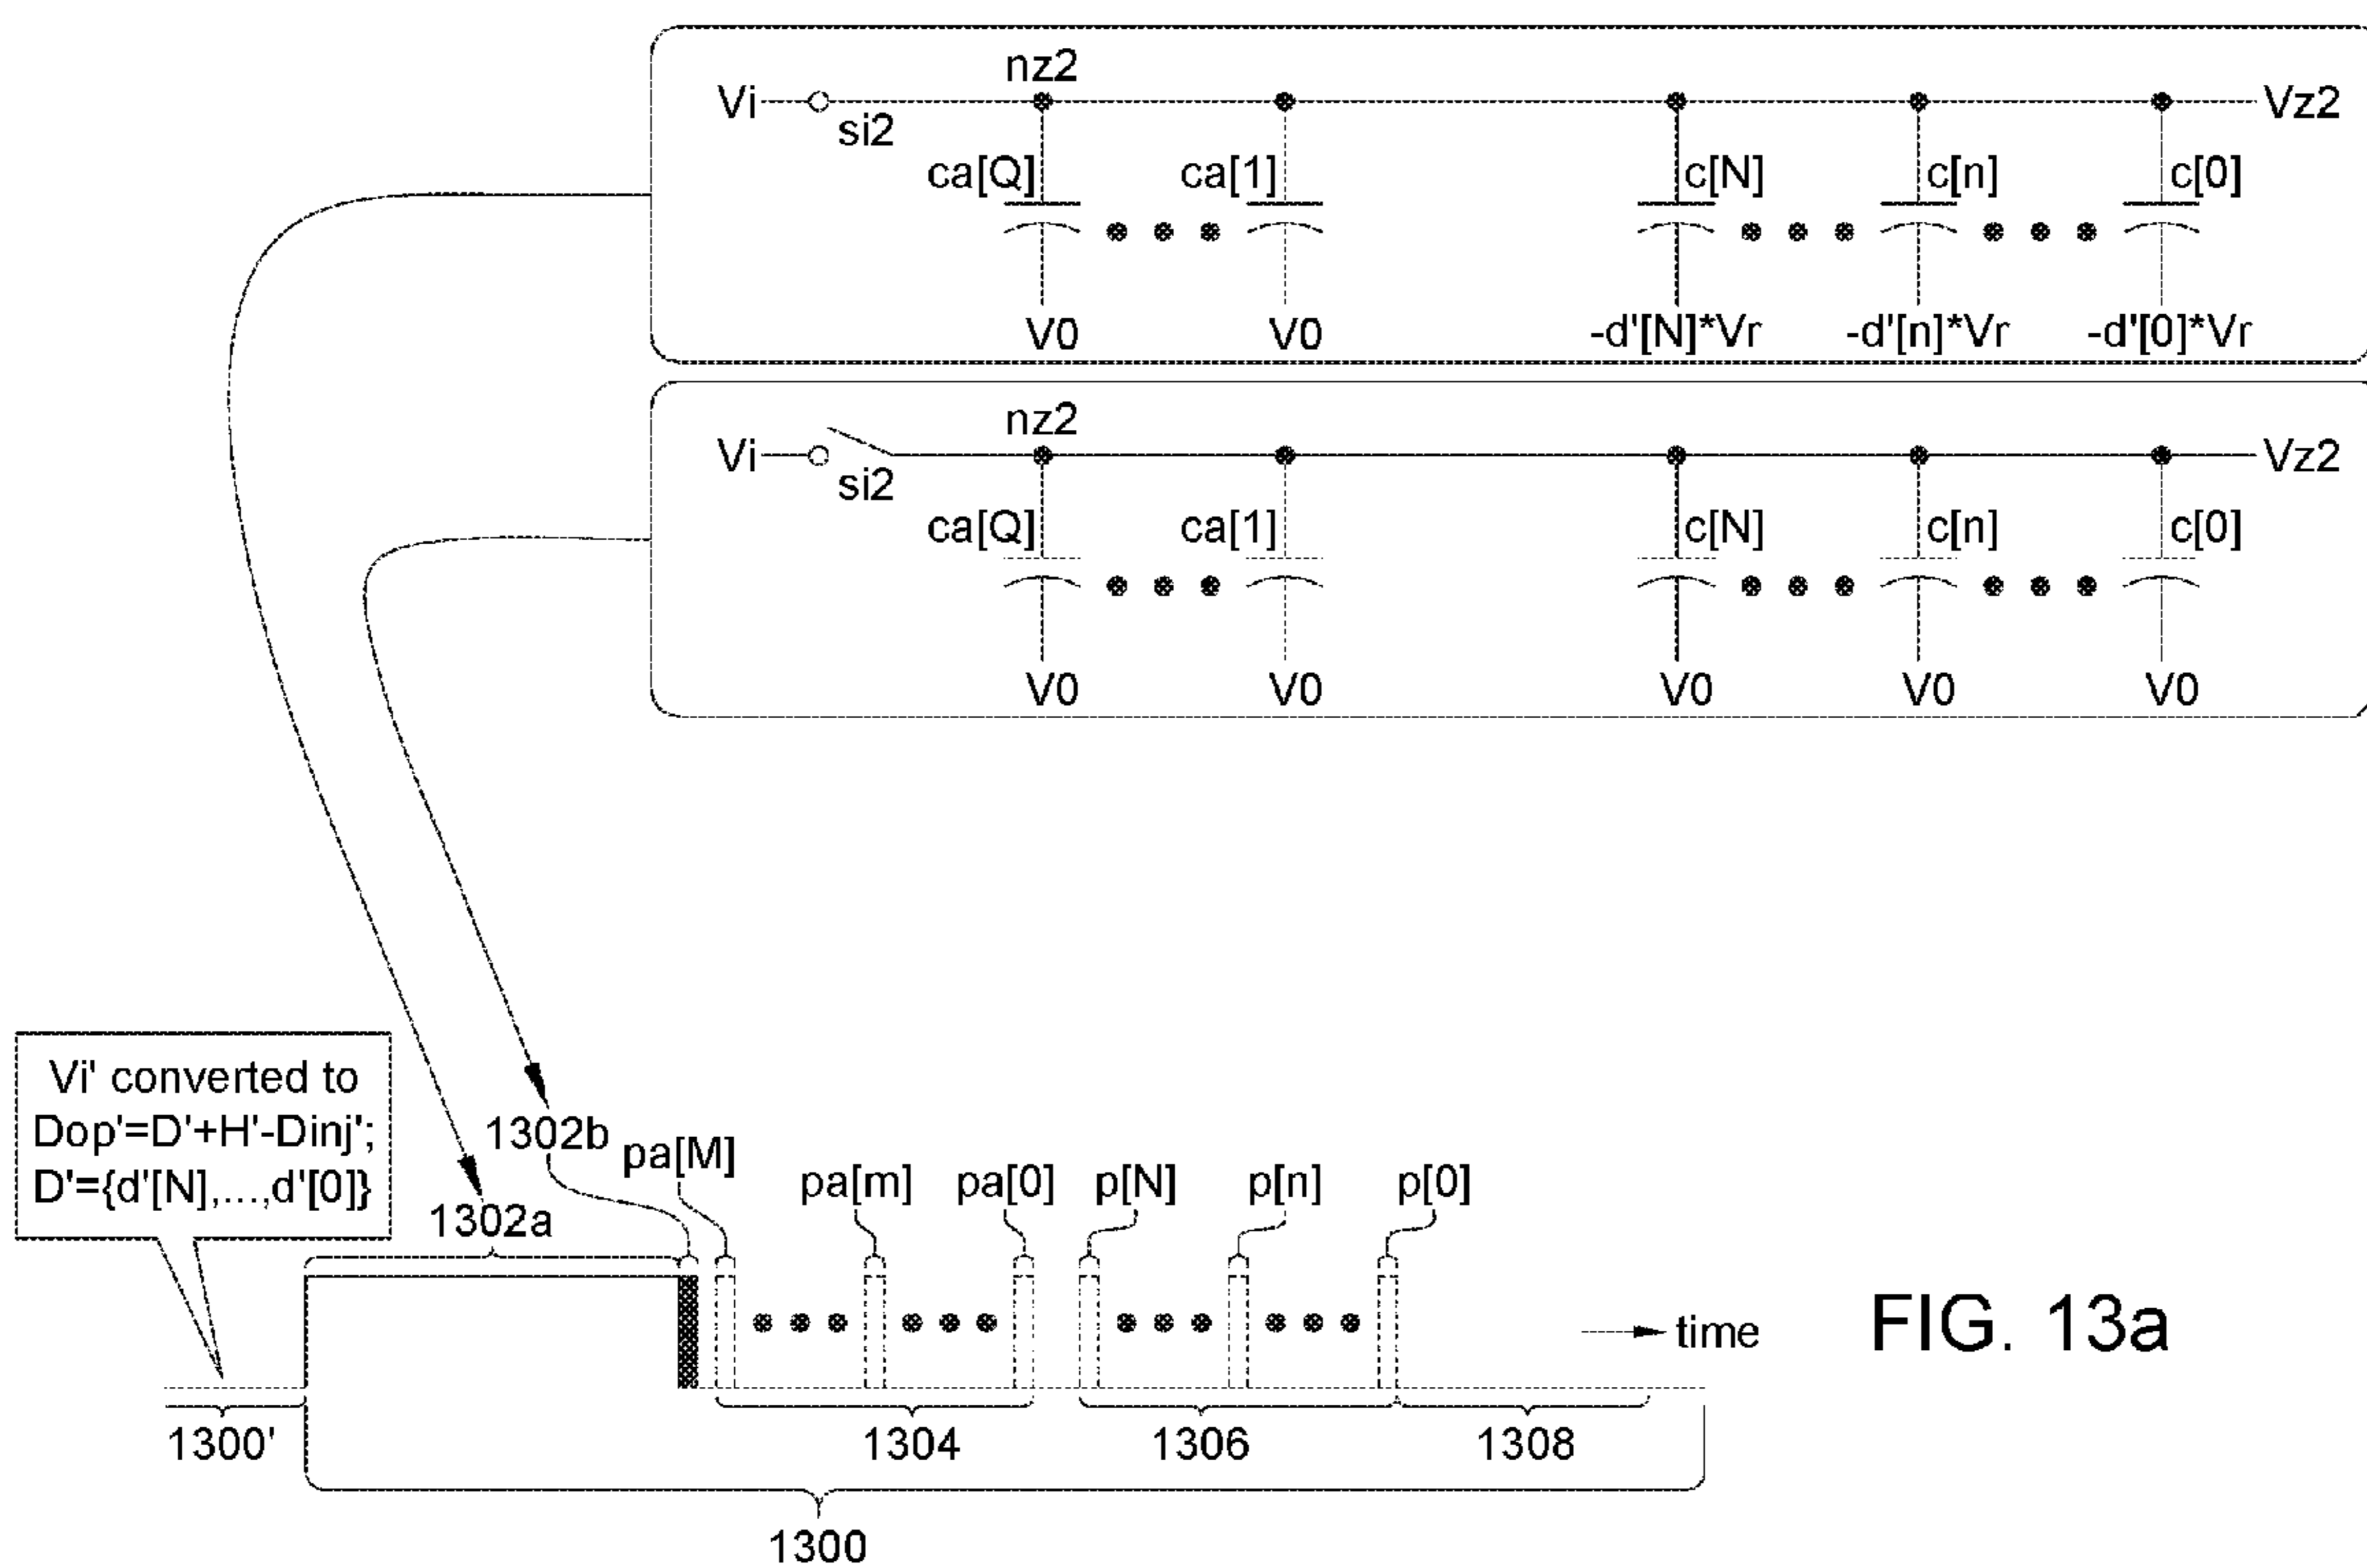 nz2
Vi
si2
Vz2
ca[Q]
ca[1]
c[N]
c[n]
c[0]
V0
V0
-d'[N]*Vr
-d'[n]*Vr
-d'[0]*Vr
nz2
Vi
si2
Vz2
ca[Q]
ca[1]
c[N]
c[n]
c[0]
V0
V0
V0
V0
V0
Vi' converted to
Dop'=D'+H'-Dinj';
D'={d'[N],...,d'[0]}
1302b
1302a
pa[M]
pa[m]
pa[0]
p[N]
p[n]
p[0]
time
FIG. 13a
1300'
1304
1306
1308
1300